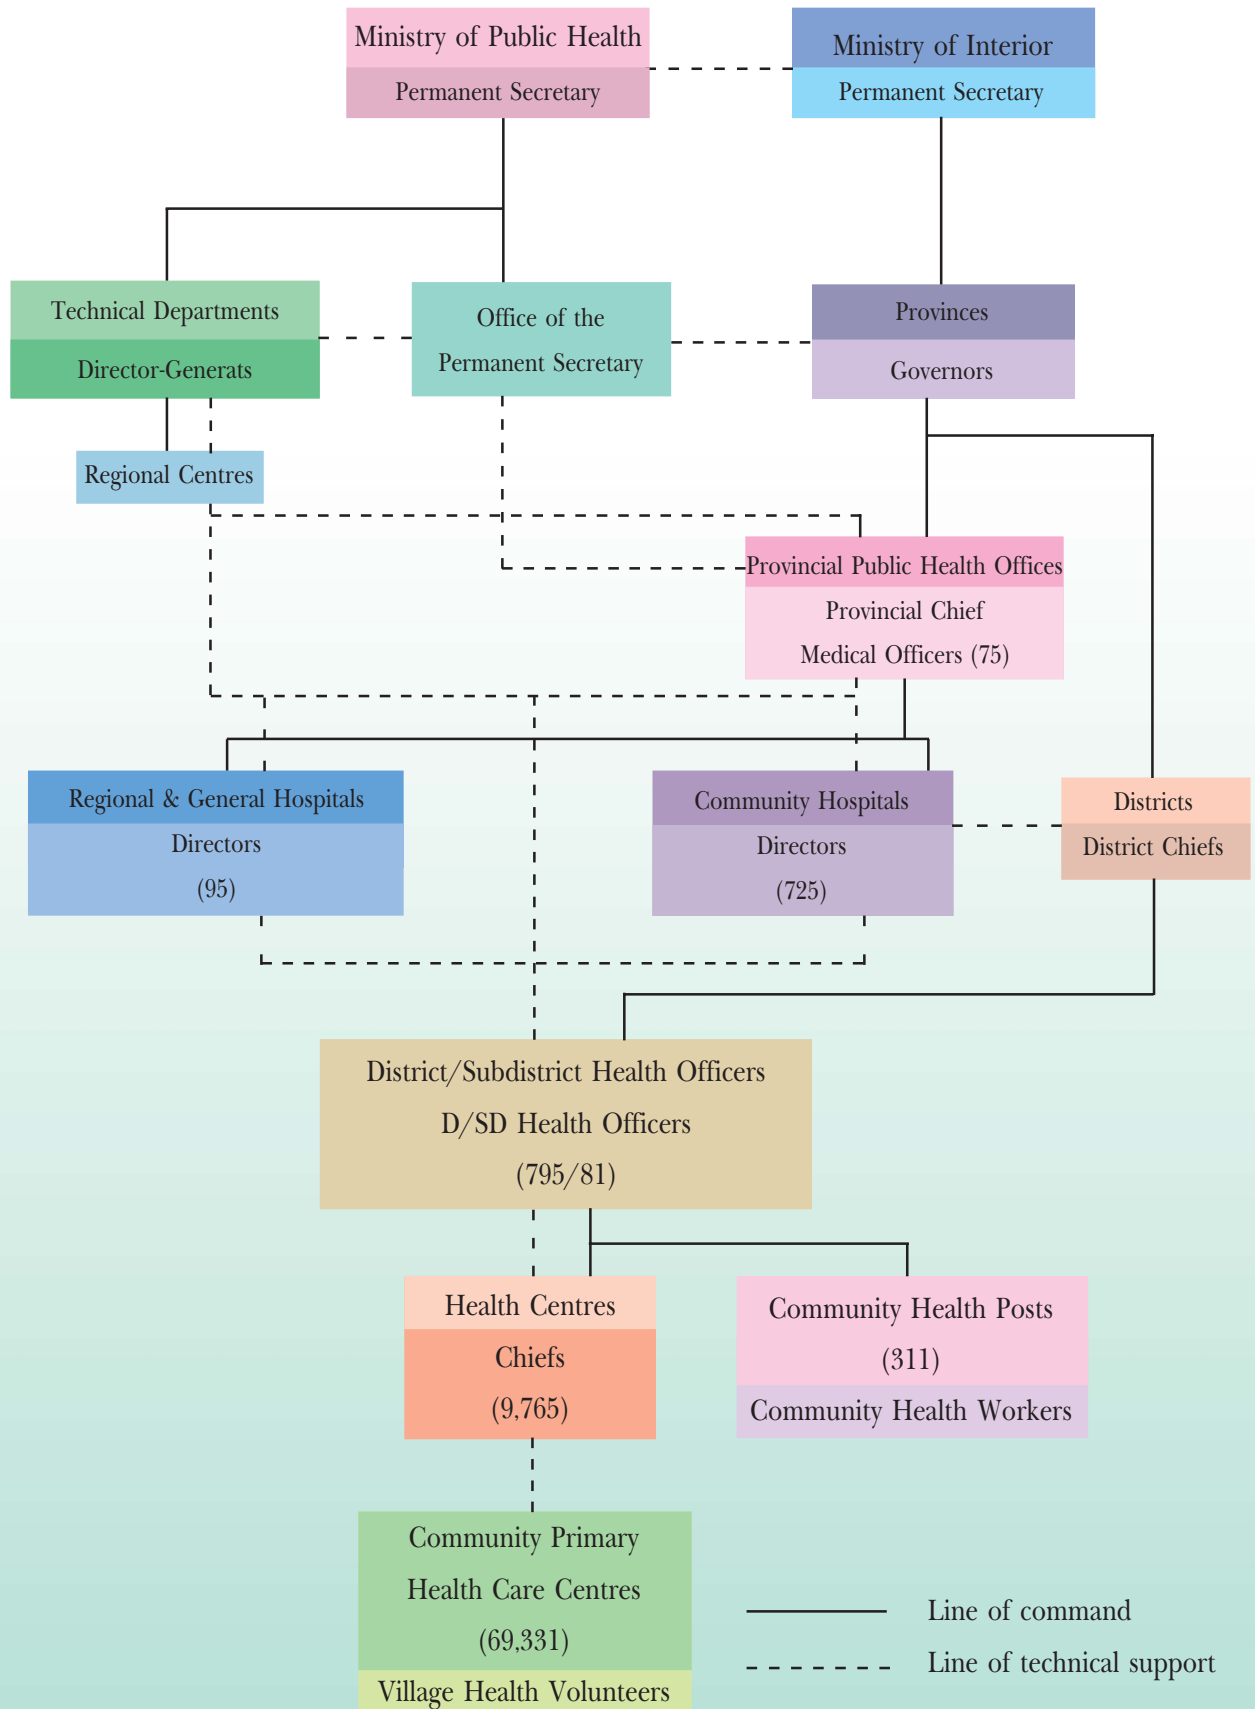 Ministry of Public Health
Permanent Secretary
Ministry of Interior
Permanent Secretary
Technical Departments
Director-Generats
Office of the
Permanent Secretary
Provinces
Governors
Regional Centres
Provincial Public Health Offices
Provincial Chief
Medical Officers (75)
Regional & General Hospitals
Directors
(95)
Community Hospitals
Directors
(725)
Districts
District Chiefs
District/Subdistrict Health Officers
D/SD Health Officers
(795/81)
Health Centres
Chiefs
(9,765)
Community Health Posts
(311)
Community Health Workers
Community Primary
Health Care Centres
(69,331)
Village Health Volunteers
Line of command
Line of technical support